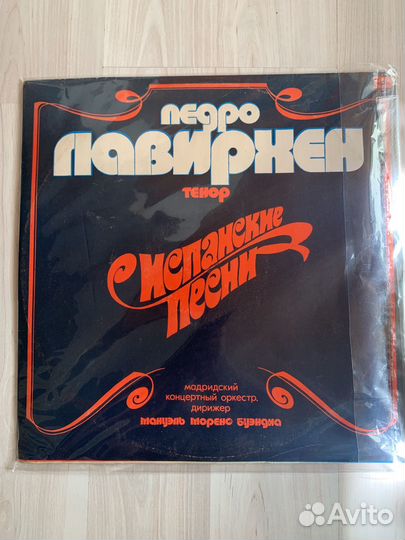 педро
лавиржен
тенор
испанские
песни
мадридский
концертный оркестр,
дирижер
мануэль морено буэндиа
Avito